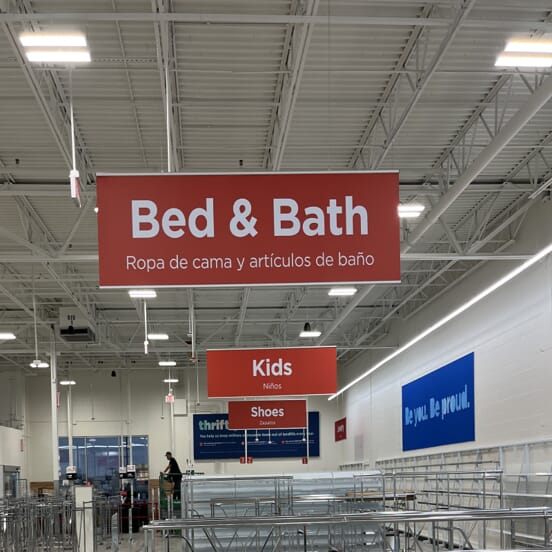 Bed & Bath
Ropa de cama y artículos de baño
Kids
Niños
Shoes
Zapatos
thrift
Be you. Be proud.